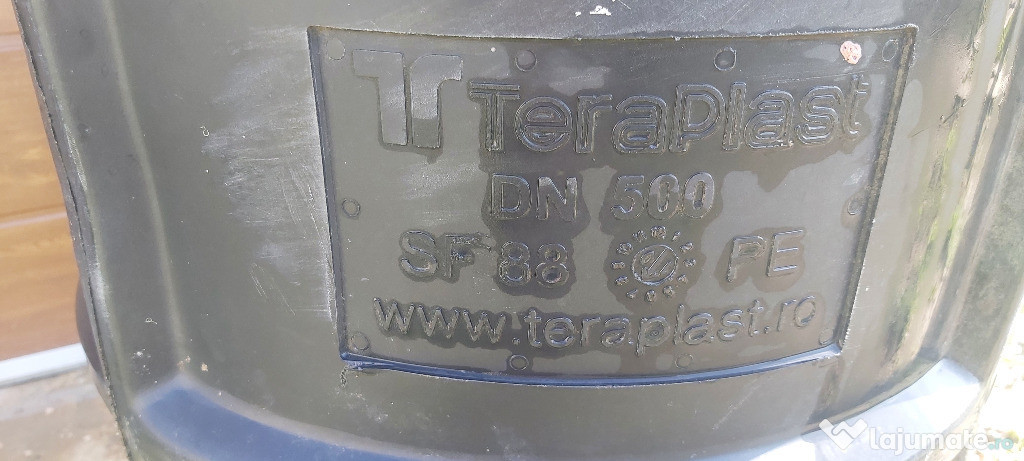 TeraPlast
DN 500
SF 88 PE
www.teraplast.ro
lajumate.ro